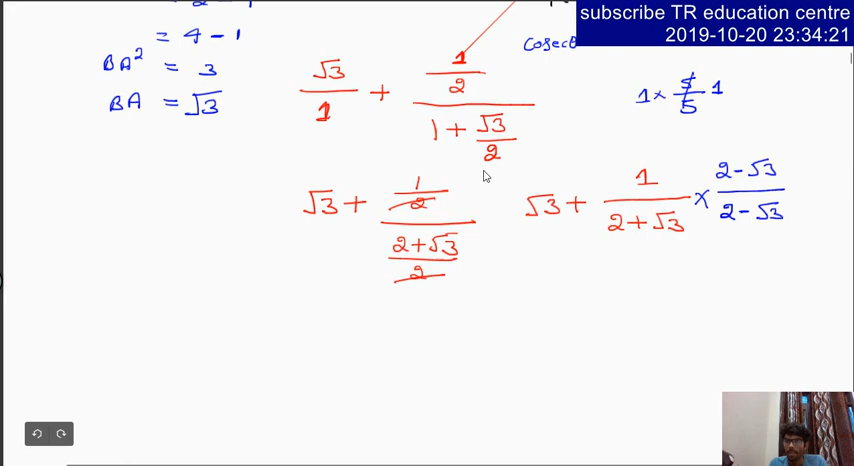 subscribe TR education centre
2019-10-20 23:34:21
= 4 - 1
BA² = 3
BA = √3
√3/1 + (1/2)/(1 + √3/2)
1 × 5/5 1
√3 + (1/2)/((2+√3)/2)
√3 + 1/(2+√3) × (2-√3)/(2-√3)